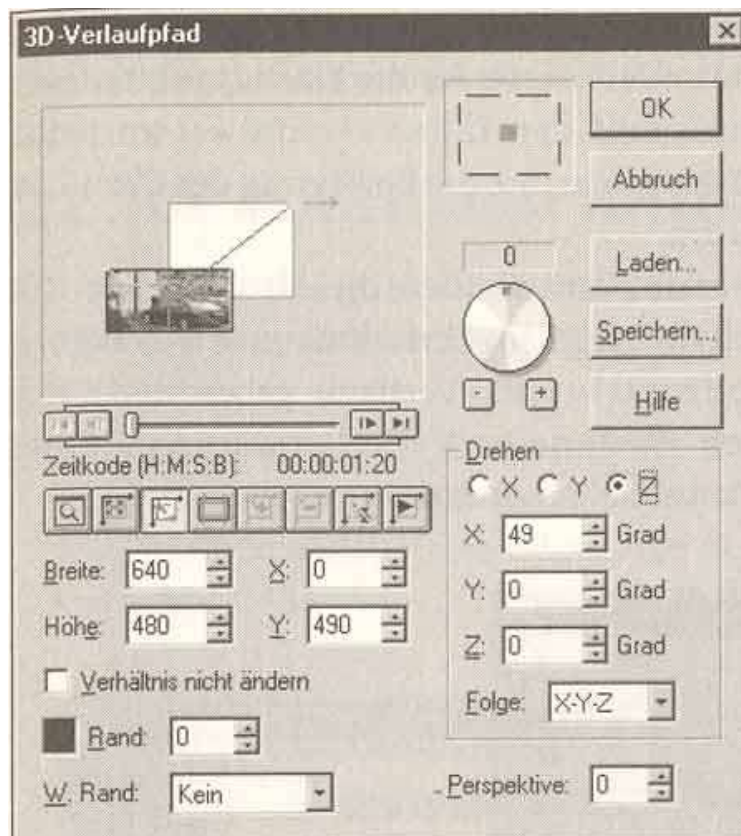 3D-Verlaufpfad
OK
Abbruch
0
Laden...
Speichern...
- +
Hilfe
Zeitkode (H:M:S:B): 00:00:01:20
Drehen
X Y Z
Breite: 640 X: 0
X: 49 Grad
Höhe: 480 Y: 490
Y: 0 Grad
Z: 0 Grad
Verhältnis nicht ändern
Folge: X-Y-Z
Rand: 0
W. Rand: Kein
Perspektive: 0